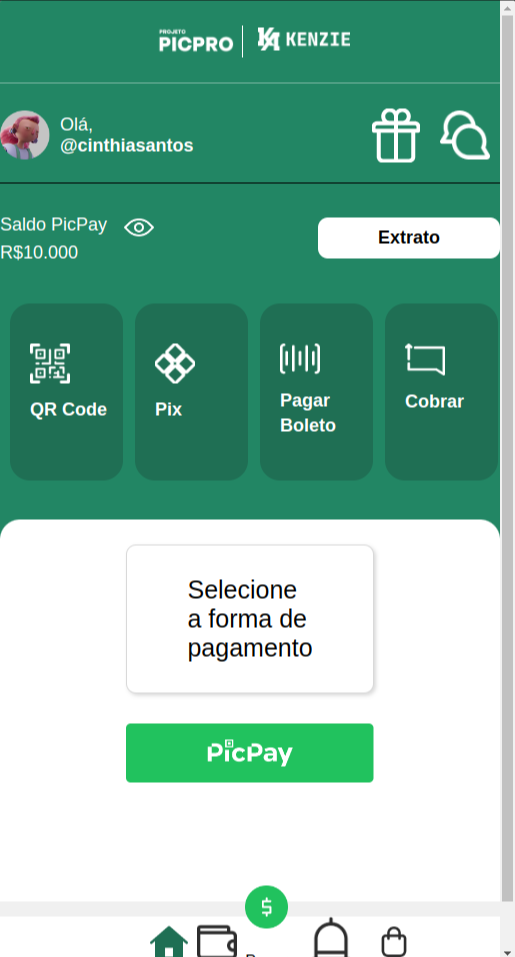 PROJETO
PICPRO
KENZIE
Olá,
@cinthiasantos
Saldo PicPay
R$10.000
Extrato
QR Code
Pix
Pagar
Boleto
Cobrar
Selecione
a forma de
pagamento
PicPay
$